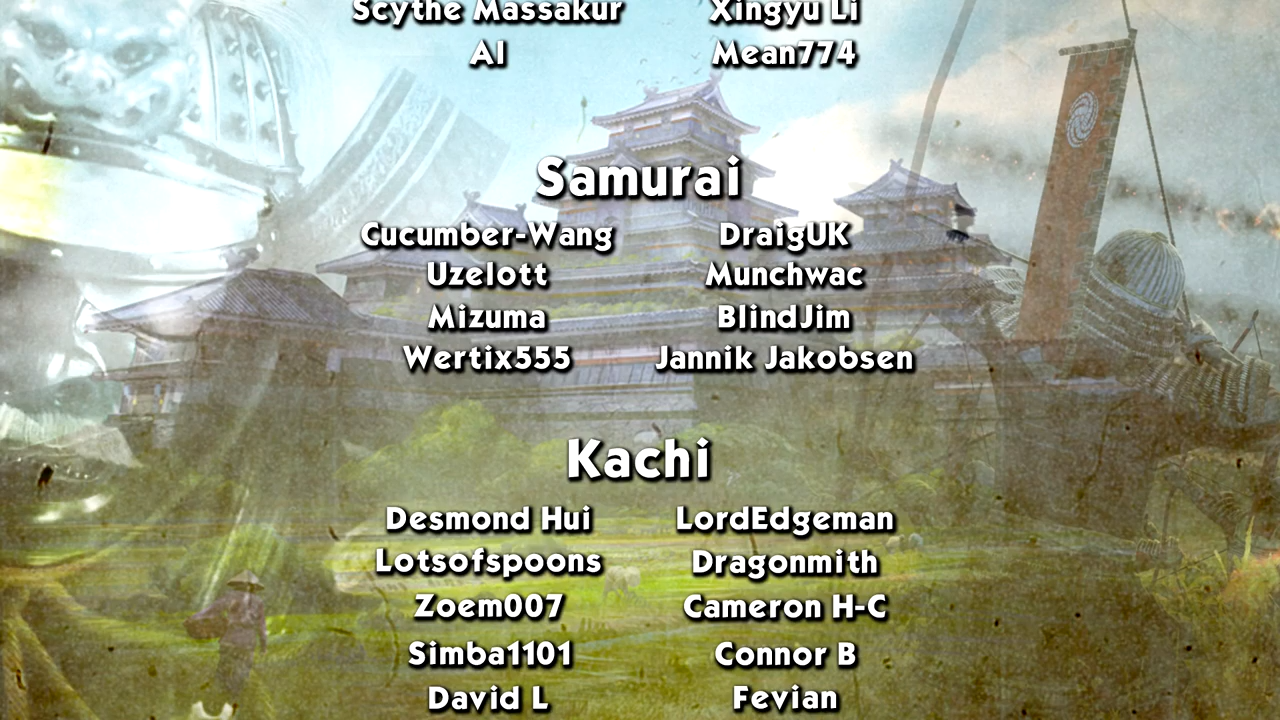 Scythe Massakur Xingyu Li
AI Mean774
Samurai
Cucumber-Wang DraigUK
Uzelott Munchwac
Mizuma BlindJim
Wertix555 Jannik Jakobsen
Kachi
Desmond Hui LordEdgeman
Lotsofspoons Dragonmith
Zoem007 Cameron H-C
Simba1101 Connor B
David L Fevian